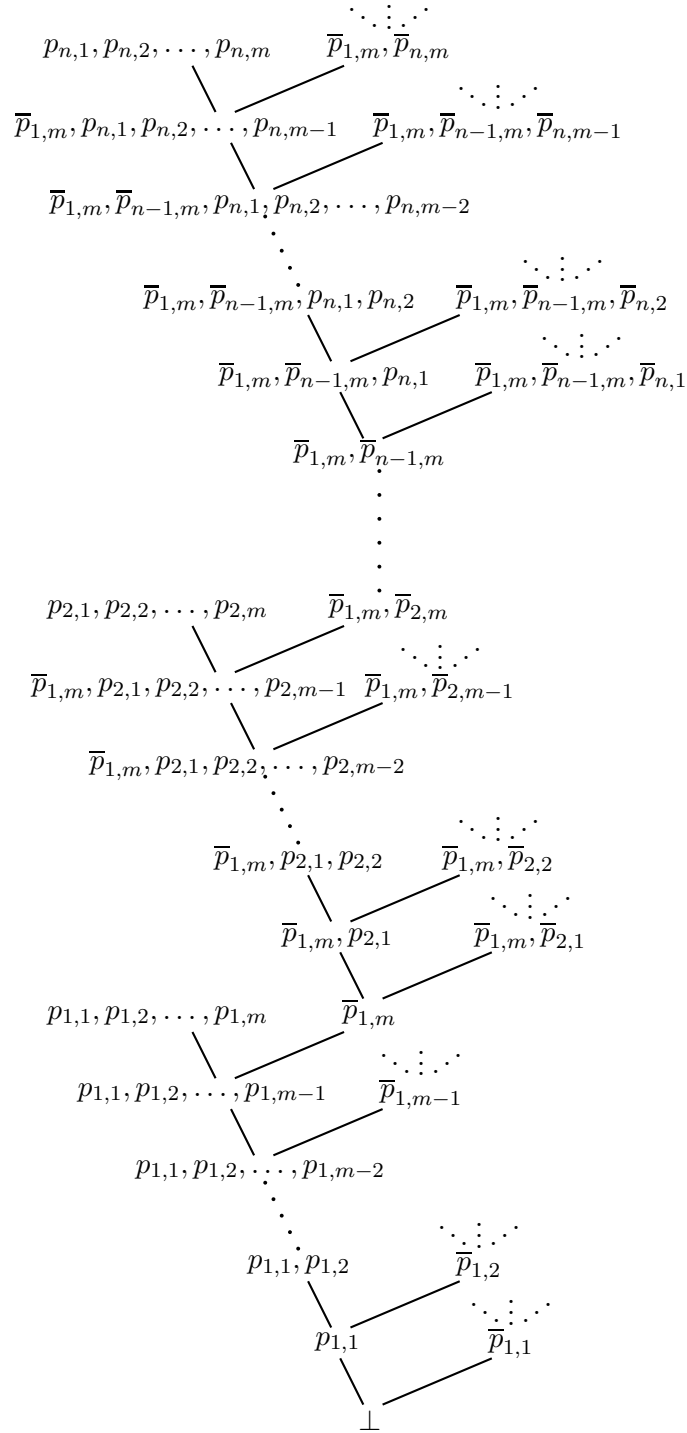 p_{n,1}, p_{n,2}, …, p_{n,m} p̅_{1,m}, p̅_{n,m}
p̅_{1,m}, p_{n,1}, p_{n,2}, …, p_{n,m−1} p̅_{1,m}, p̅_{n−1,m}, p̅_{n,m−1}
p̅_{1,m}, p̅_{n−1,m}, p_{n,1}, p_{n,2}, …, p_{n,m−2}
p̅_{1,m}, p̅_{n−1,m}, p_{n,1}, p_{n,2} p̅_{1,m}, p̅_{n−1,m}, p̅_{n,2}
p̅_{1,m}, p̅_{n−1,m}, p_{n,1} p̅_{1,m}, p̅_{n−1,m}, p̅_{n,1}
p̅_{1,m}, p̅_{n−1,m}
p_{2,1}, p_{2,2}, …, p_{2,m} p̅_{1,m}, p̅_{2,m}
p̅_{1,m}, p_{2,1}, p_{2,2}, …, p_{2,m−1} p̅_{1,m}, p̅_{2,m−1}
p̅_{1,m}, p_{2,1}, p_{2,2}, …, p_{2,m−2}
p̅_{1,m}, p_{2,1}, p_{2,2} p̅_{1,m}, p̅_{2,2}
p̅_{1,m}, p_{2,1} p̅_{1,m}, p̅_{2,1}
p_{1,1}, p_{1,2}, …, p_{1,m} p̅_{1,m}
p_{1,1}, p_{1,2}, …, p_{1,m−1} p̅_{1,m−1}
p_{1,1}, p_{1,2}, …, p_{1,m−2}
p_{1,1}, p_{1,2} p̅_{1,2}
p_{1,1} p̅_{1,1}
⊥